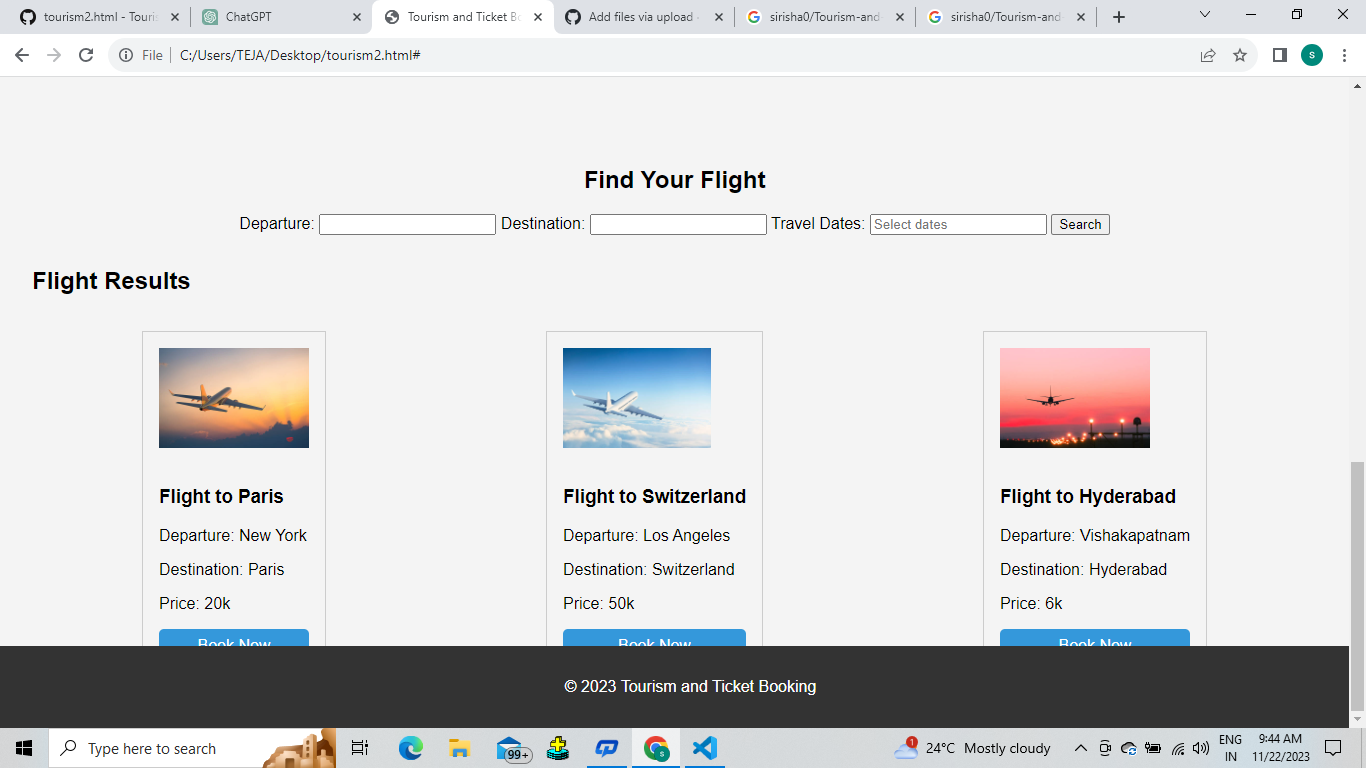 tourism2.html - Touris
ChatGPT
Tourism and Ticket Bo
Add files via upload ·
sirisha0/Tourism-and-
sirisha0/Tourism-and-
File
C:/Users/TEJA/Desktop/tourism2.html#
S
Find Your Flight
Departure: Destination: Travel Dates: Select dates Search
Flight Results
Flight to Paris
Departure: New York
Destination: Paris
Price: 20k
Book Now
Flight to Switzerland
Departure: Los Angeles
Destination: Switzerland
Price: 50k
Book Now
Flight to Hyderabad
Departure: Vishakapatnam
Destination: Hyderabad
Price: 6k
Book Now
© 2023 Tourism and Ticket Booking
Type here to search
99+
S
1
24°C Mostly cloudy
ENG
IN
9:44 AM
11/22/2023